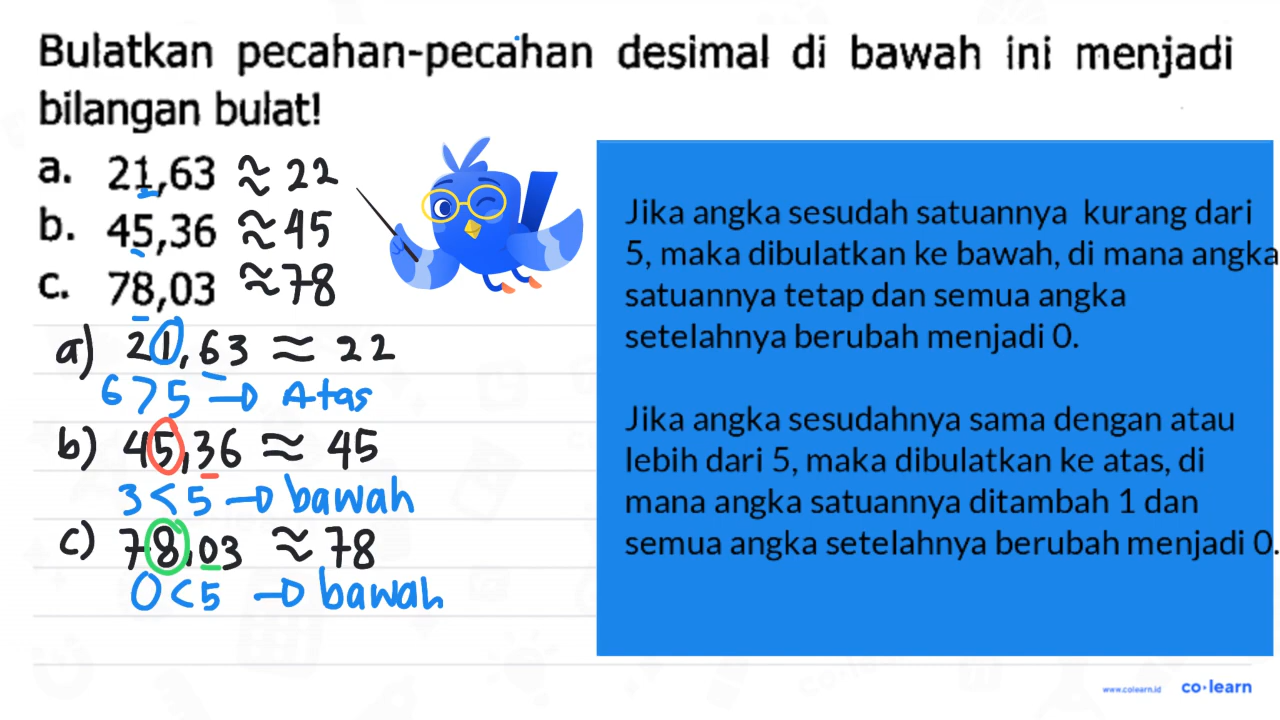 Bulatkan pecahan-pecahan desimal di bawah ini menjadi
bilangan bulat!
a. 21,63 ≈ 22
b. 45,36 ≈ 45
c. 78,03 ≈ 78
a) 21,63 ≈ 22
6 > 5 → Atas
b) 45,36 ≈ 45
3 < 5 → bawah
c) 78,03 ≈ 78
0 < 5 → bawah
Jika angka sesudah satuannya kurang dari
5, maka dibulatkan ke bawah, di mana angka
satuannya tetap dan semua angka
setelahnya berubah menjadi 0.
Jika angka sesudahnya sama dengan atau
lebih dari 5, maka dibulatkan ke atas, di
mana angka satuannya ditambah 1 dan
semua angka setelahnya berubah menjadi 0.
www.colearn.id co·learn